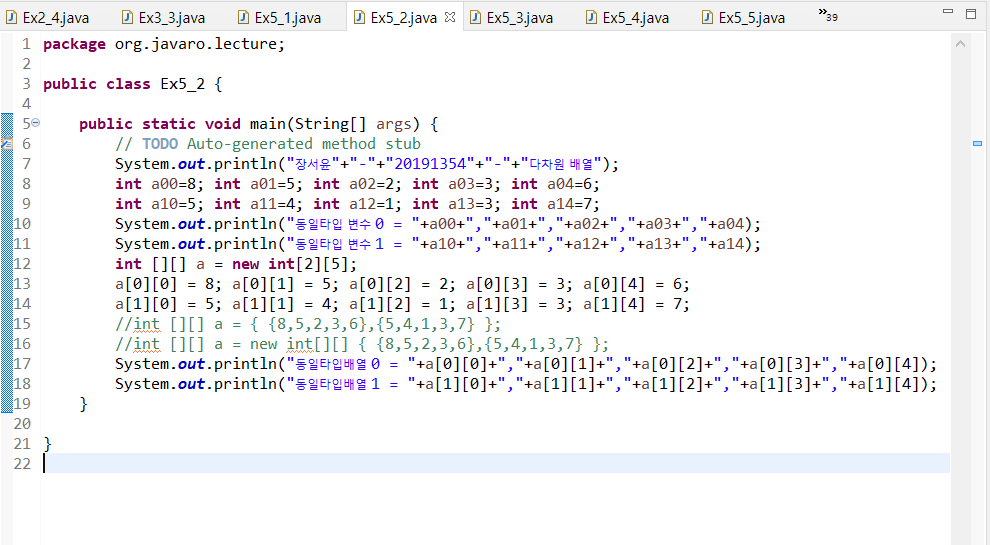 Ex2_4.java Ex3_3.java Ex5_1.java Ex5_2.java Ex5_3.java Ex5_4.java Ex5_5.java »39
1 package org.javaro.lecture;
2
3 public class Ex5_2 {
4
5 public static void main(String[] args) {
6 // TODO Auto-generated method stub
7 System.out.println("장서윤"+"-"+"20191354"+"-"+"다차원 배열");
8 int a00=8; int a01=5; int a02=2; int a03=3; int a04=6;
9 int a10=5; int a11=4; int a12=1; int a13=3; int a14=7;
10 System.out.println("동일타입 변수 0 = "+a00+","+a01+","+a02+","+a03+","+a04);
11 System.out.println("동일타입 변수 1 = "+a10+","+a11+","+a12+","+a13+","+a14);
12 int [][] a = new int[2][5];
13 a[0][0] = 8; a[0][1] = 5; a[0][2] = 2; a[0][3] = 3; a[0][4] = 6;
14 a[1][0] = 5; a[1][1] = 4; a[1][2] = 1; a[1][3] = 3; a[1][4] = 7;
15 //int [][] a = { {8,5,2,3,6},{5,4,1,3,7} };
16 //int [][] a = new int[][] { {8,5,2,3,6},{5,4,1,3,7} };
17 System.out.println("동일타입배열 0 = "+a[0][0]+","+a[0][1]+","+a[0][2]+","+a[0][3]+","+a[0][4]);
18 System.out.println("동일타입배열 1 = "+a[1][0]+","+a[1][1]+","+a[1][2]+","+a[1][3]+","+a[1][4]);
19 }
20
21 }
22